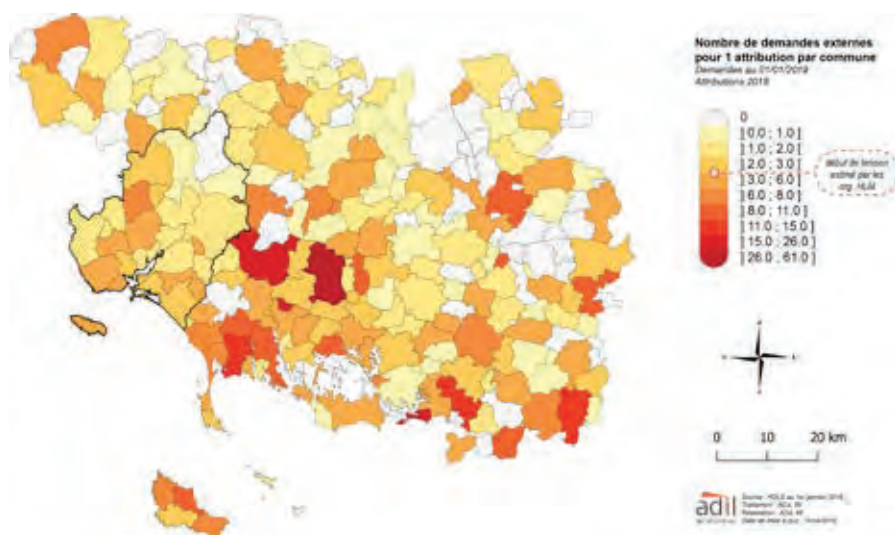 Nombre de demandes externes
pour 1 attribution par commune
Demandes au 01/01/2019
Attributions 2018
0
] 0.0 ; 1.0 ]
] 1.0 ; 2.0 ]
] 2.0 ; 3.0 ]
] 3.0 ; 6.0 ]
] 6.0 ; 8.0 ]
] 8.0 ; 11.0 ]
] 11.0 ; 15.0 ]
] 15.0 ; 26.0 ]
] 26.0 ; 61.0 ]
début de tension
estimé par les
org. HLM
0 10 20 km
adil
Source :